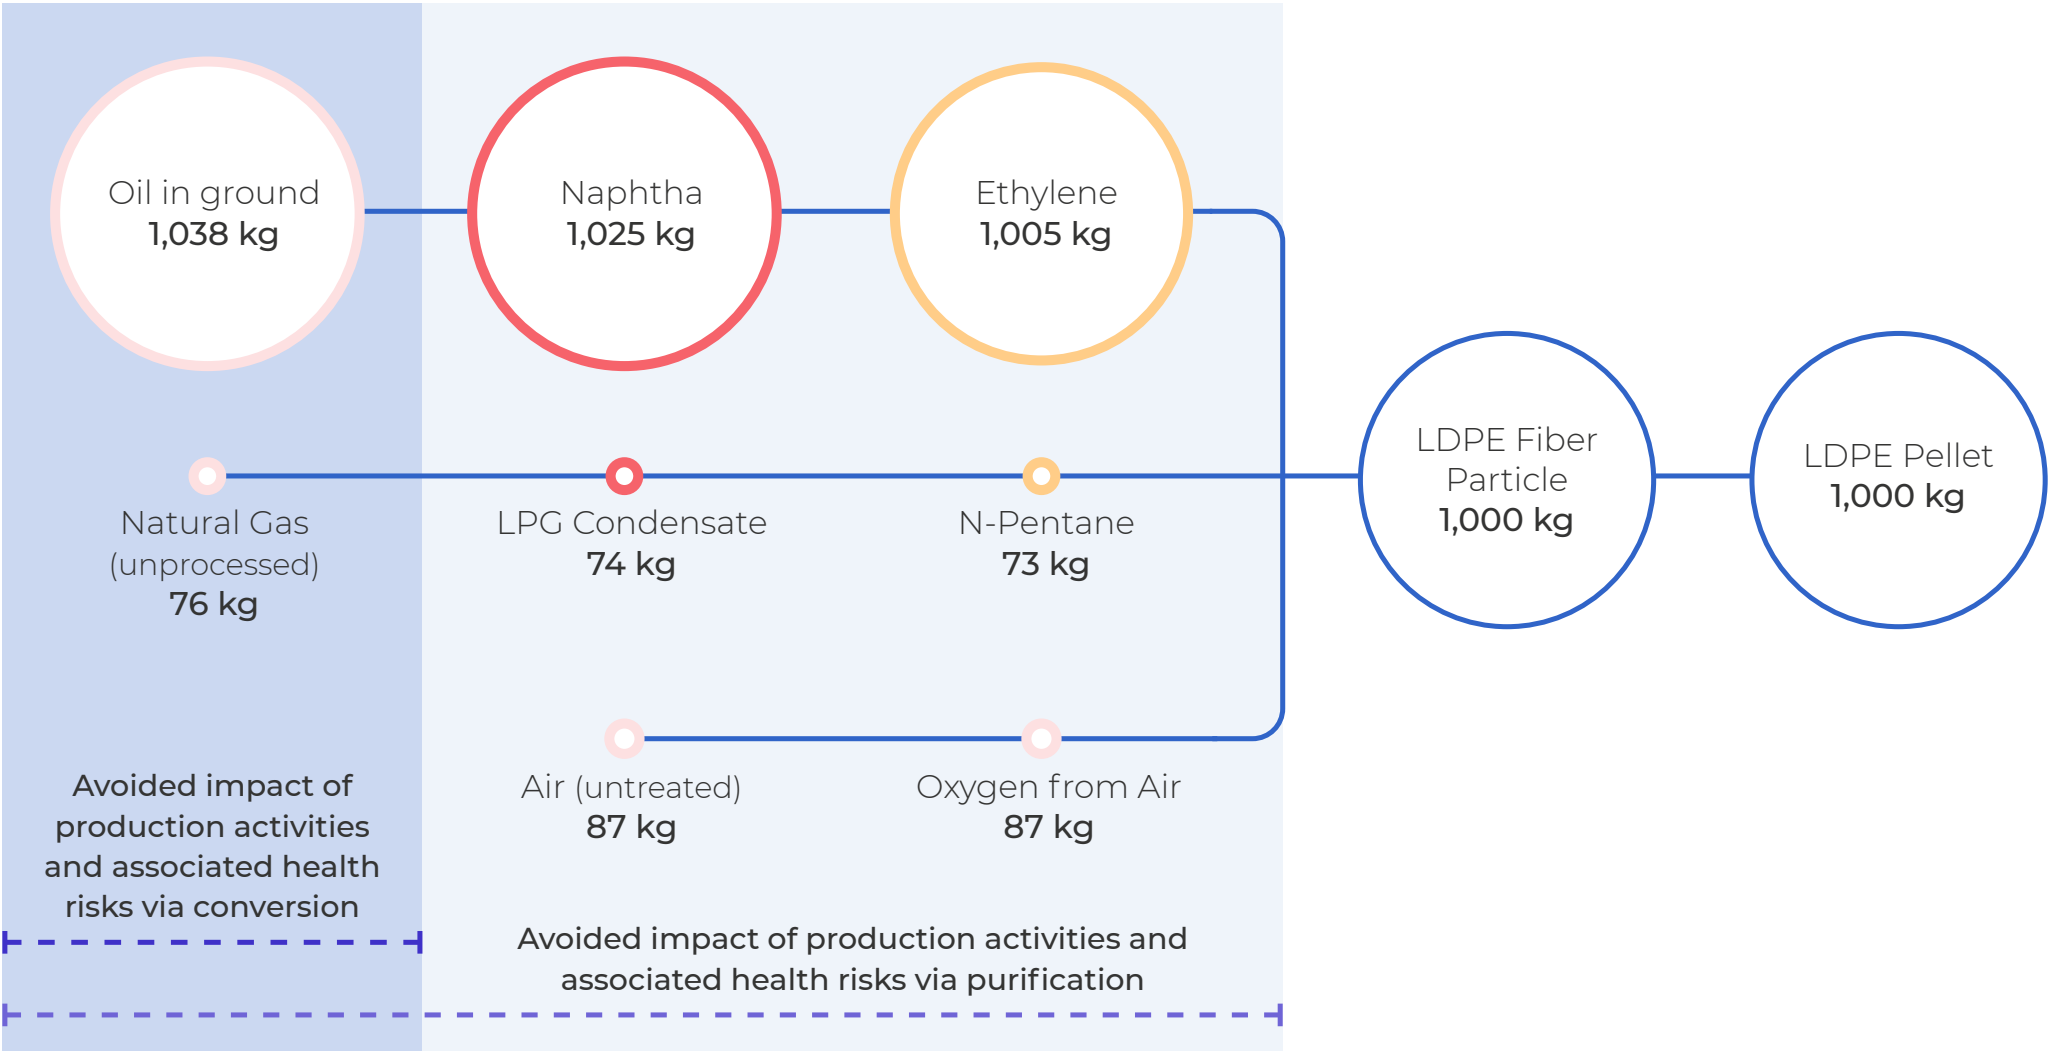 Oil in ground
1,038 kg
Naphtha
1,025 kg
Ethylene
1,005 kg
Natural Gas
(unprocessed)
76 kg
LPG Condensate
74 kg
N-Pentane
73 kg
LDPE Fiber
Particle
1,000 kg
LDPE Pellet
1,000 kg
Air (untreated)
87 kg
Oxygen from Air
87 kg
Avoided impact of
production activities
and associated health
risks via conversion
Avoided impact of production activities and
associated health risks via purification